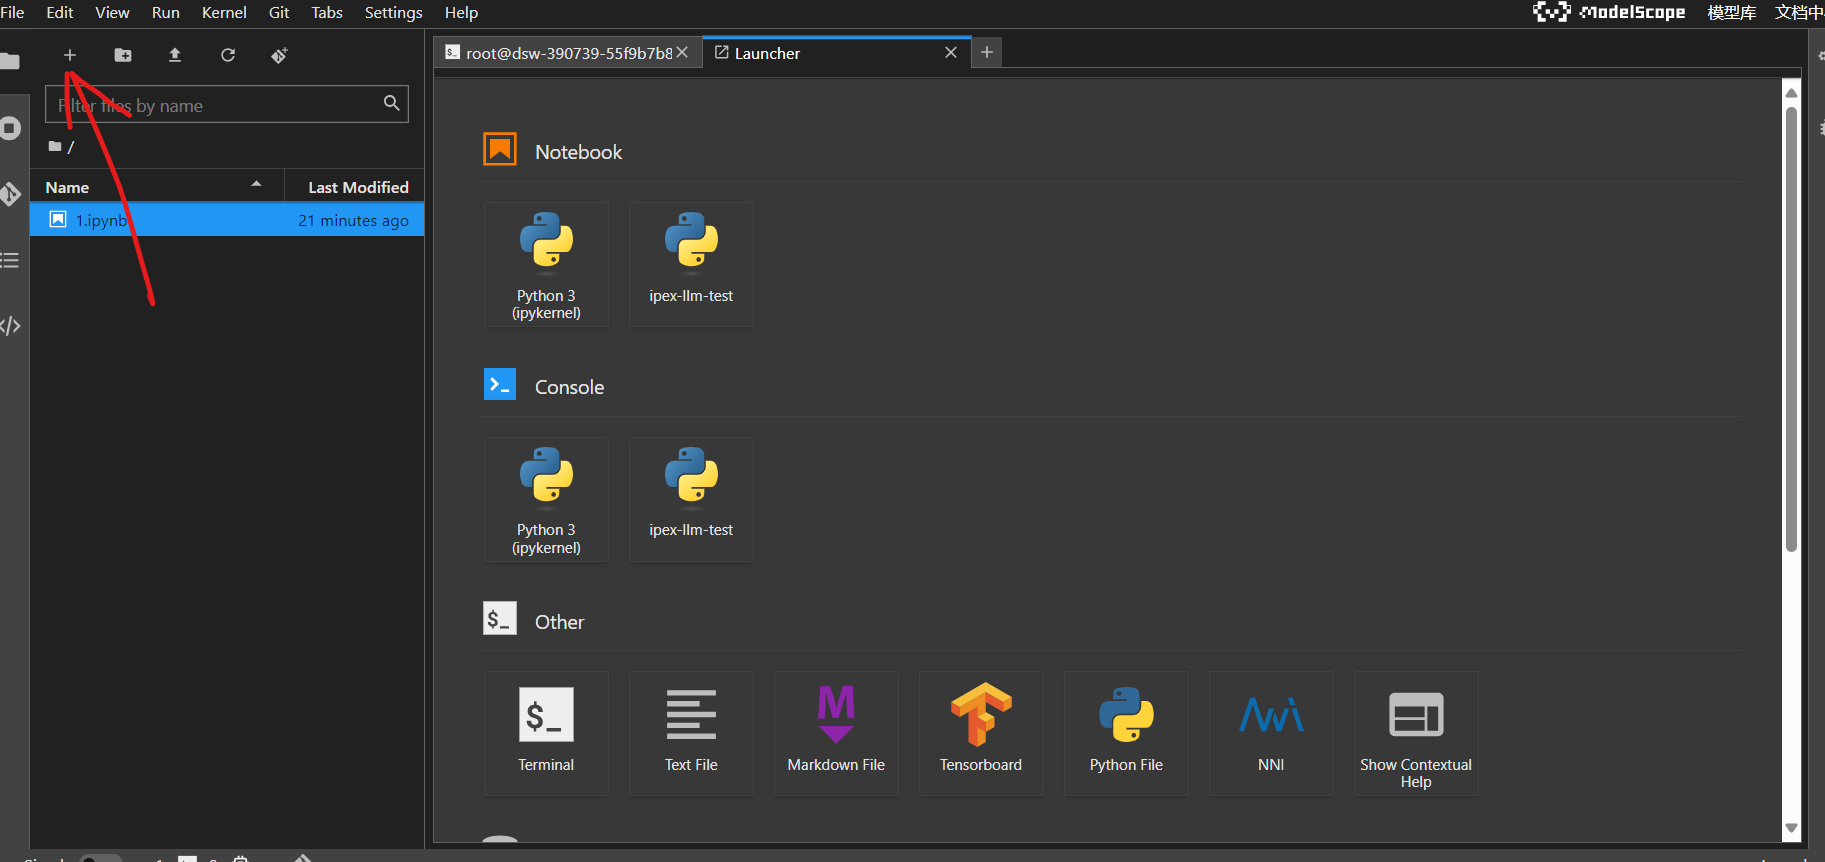 File Edit View Run Kernel Git Tabs Settings Help
ModelScope 模型库
root@dsw-390739-55f9b7b8
Launcher
Filter files by name
/
Name Last Modified
1.ipynb 21 minutes ago
Notebook
Python 3
(ipykernel)
ipex-llm-test
Console
Python 3
(ipykernel)
ipex-llm-test
$_ Other
$_
Terminal
Text File
Markdown File
Tensorboard
Python File
NNI
Show Contextual
Help